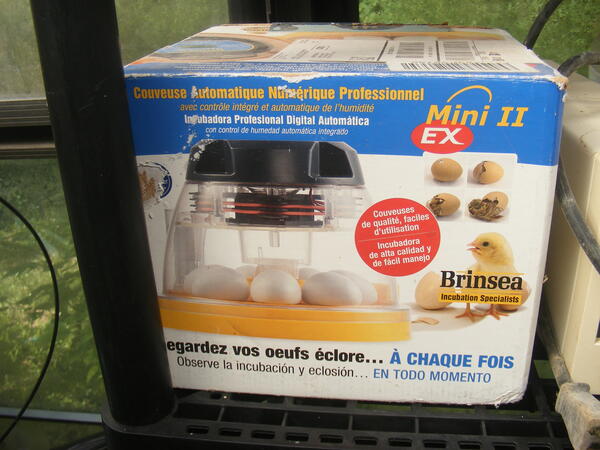 Couveuse Automatique Numérique Professionnel
avec contrôle intégré et automatique de l'humidité
Incubadora Profesional Digital Automática
con control de humedad automática integrado
Mini II
EX
Couveuses
de qualité, faciles
d'utilisation
Incubadora
de alta calidad y
de fácil manejo
Brinsea
Incubation Specialists
egardez vos oeufs éclore... À CHAQUE FOIS
Observe la incubación y eclosión... EN TODO MOMENTO